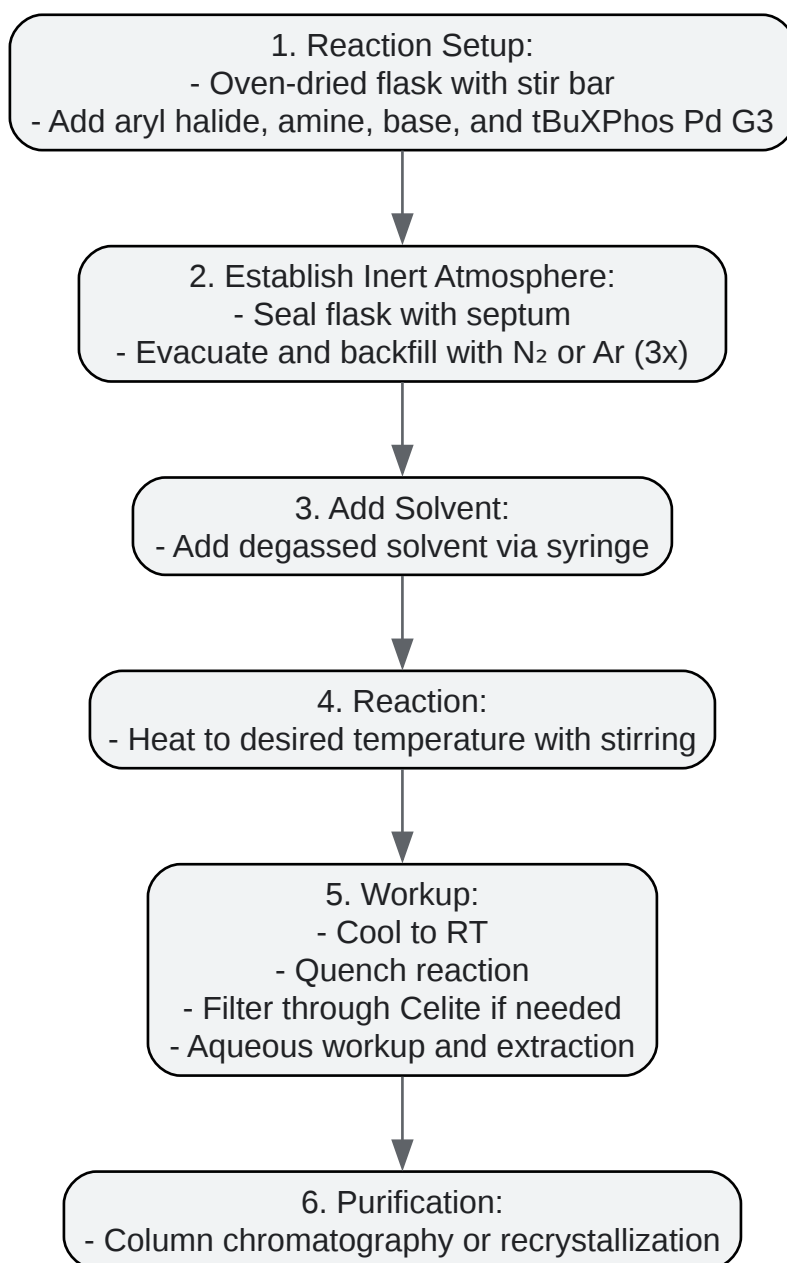 1. Reaction Setup:
- Oven-dried flask with stir bar
- Add aryl halide, amine, base, and tBuXPhos Pd G3
2. Establish Inert Atmosphere:
- Seal flask with septum
- Evacuate and backfill with N₂ or Ar (3x)
3. Add Solvent:
- Add degassed solvent via syringe
4. Reaction:
- Heat to desired temperature with stirring
5. Workup:
- Cool to RT
- Quench reaction
- Filter through Celite if needed
- Aqueous workup and extraction
6. Purification:
- Column chromatography or recrystallization